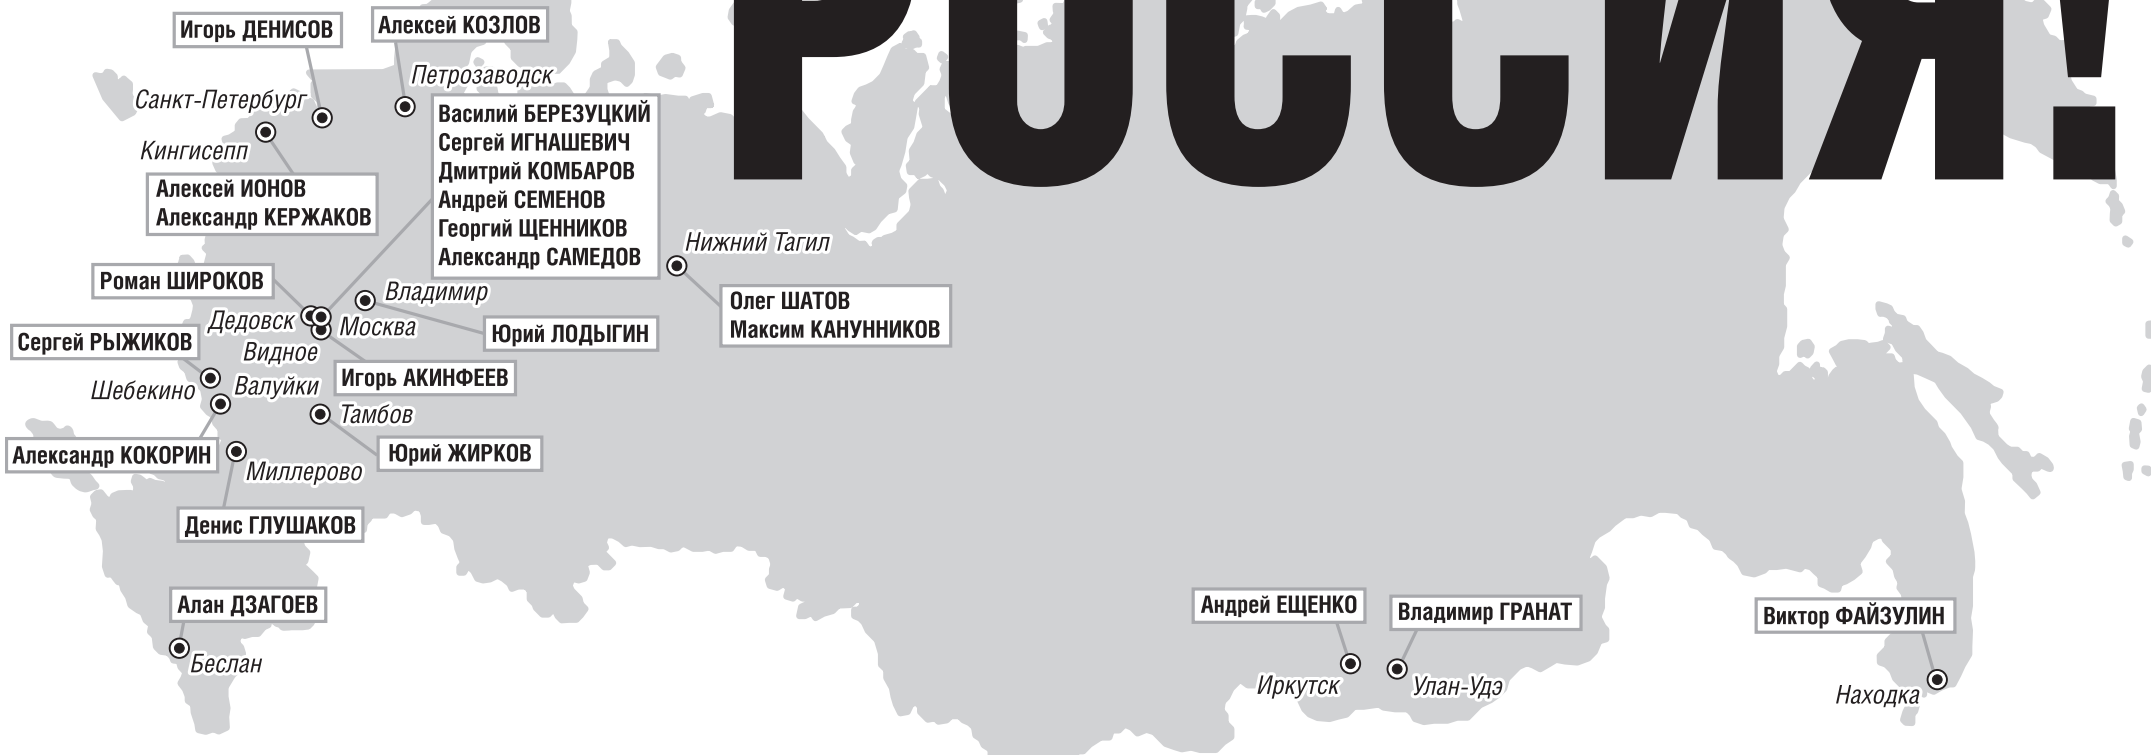 РОССИЯ!
Игорь ДЕНИСОВ
Алексей КОЗЛОВ
Петрозаводск
Санкт-Петербург
Кингисепп
Алексей ИОНОВ
Александр КЕРЖАКОВ
Василий БЕРЕЗУЦКИЙ
Сергей ИГНАШЕВИЧ
Дмитрий КОМБАРОВ
Андрей СЕМЕНОВ
Георгий ЩЕННИКОВ
Александр САМЕДОВ
Нижний Тагил
Олег ШАТОВ
Максим КАНУННИКОВ
Роман ШИРОКОВ
Владимир
Дедовск
Москва
Юрий ЛОДЫГИН
Сергей РЫЖИКОВ
Видное
Игорь АКИНФЕЕВ
Шебекино
Валуйки
Тамбов
Александр КОКОРИН
Юрий ЖИРКОВ
Миллерово
Денис ГЛУШАКОВ
Алан ДЗАГОЕВ
Беслан
Андрей ЕЩЕНКО
Иркутск
Владимир ГРАНАТ
Улан-Удэ
Виктор ФАЙЗУЛИН
Находка